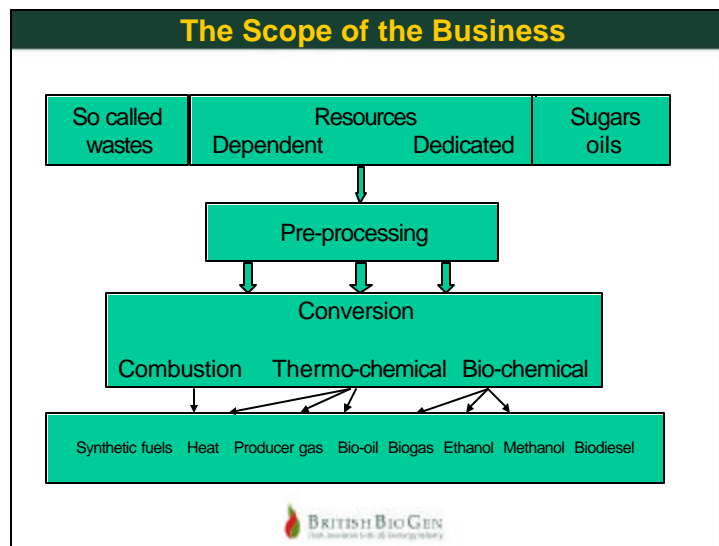 The Scope of the Business
So called
wastes
Resources
Dependent Dedicated
Sugars
oils
Pre-processing
Conversion
Combustion Thermo-chemical Bio-chemical
Synthetic fuels Heat Producer gas Bio-oil Biogas Ethanol Methanol Biodiesel
BRITISH BIOGEN